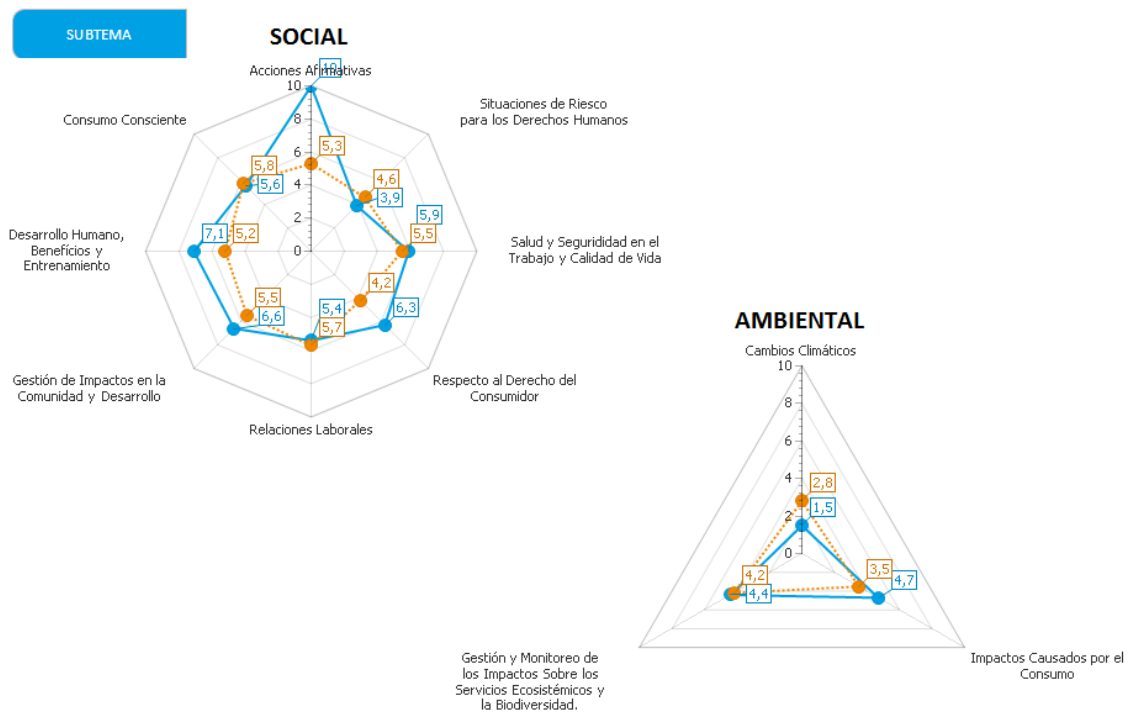 SUBTEMA
SOCIAL
Acciones Afirmativas
10
10
8
6
4
2
0
Consumo Consciente
Situaciones de Riesco
para los Derechos Humanos
5,3
5,8
5,6
4,6
3,9
5,9
5,5
Desarrollo Humano,
Benefícios y
Entrenamiento
7,1
5,2
Salud y Seguridad en el
Trabajo y Calidad de Vida
4,2
5,5
6,6
5,4
5,7
6,3
Gestión de Impactos en la
Comunidad y Desarrollo
Respecto al Derecho del
Consumidor
Relaciones Laborales
AMBIENTAL
Cambios Climáticos
10
8
6
4
2
0
2,8
1,5
4,2
4,4
3,5
4,7
Gestión y Monitoreo de
los Impactos Sobre los
Servicios Ecosistémicos y
la Biodiversidad.
Impactos Causados por el
Consumo